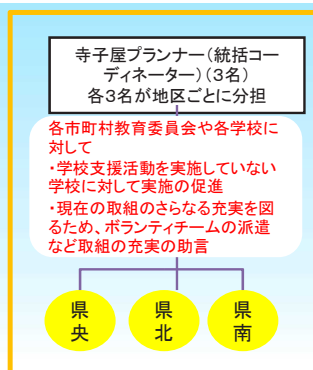 寺子屋プランナー(統括コー
ディネーター)(3名)
各3名が地区ごとに分担
各市町村教育委員会や各学校に
対して
・学校支援活動を実施していない
学校に対して実施の促進
・現在の取組のさらなる充実を図
るため、ボランティチームの派遣
など取組の充実の助言
県央
県北
県南